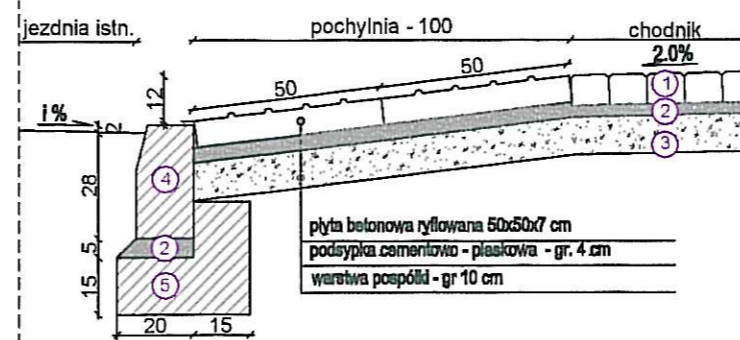 jezdnia istn.
pochylnia - 100
chodnik
2.0%
50
50
12
i %
2
28
5
15
20
15
1
2
3
4
2
5
płyta betonowa ryflowana 50x50x7 cm
podsypka cementowo - piaskowa - gr. 4 cm
warstwa pospółki - gr 10 cm